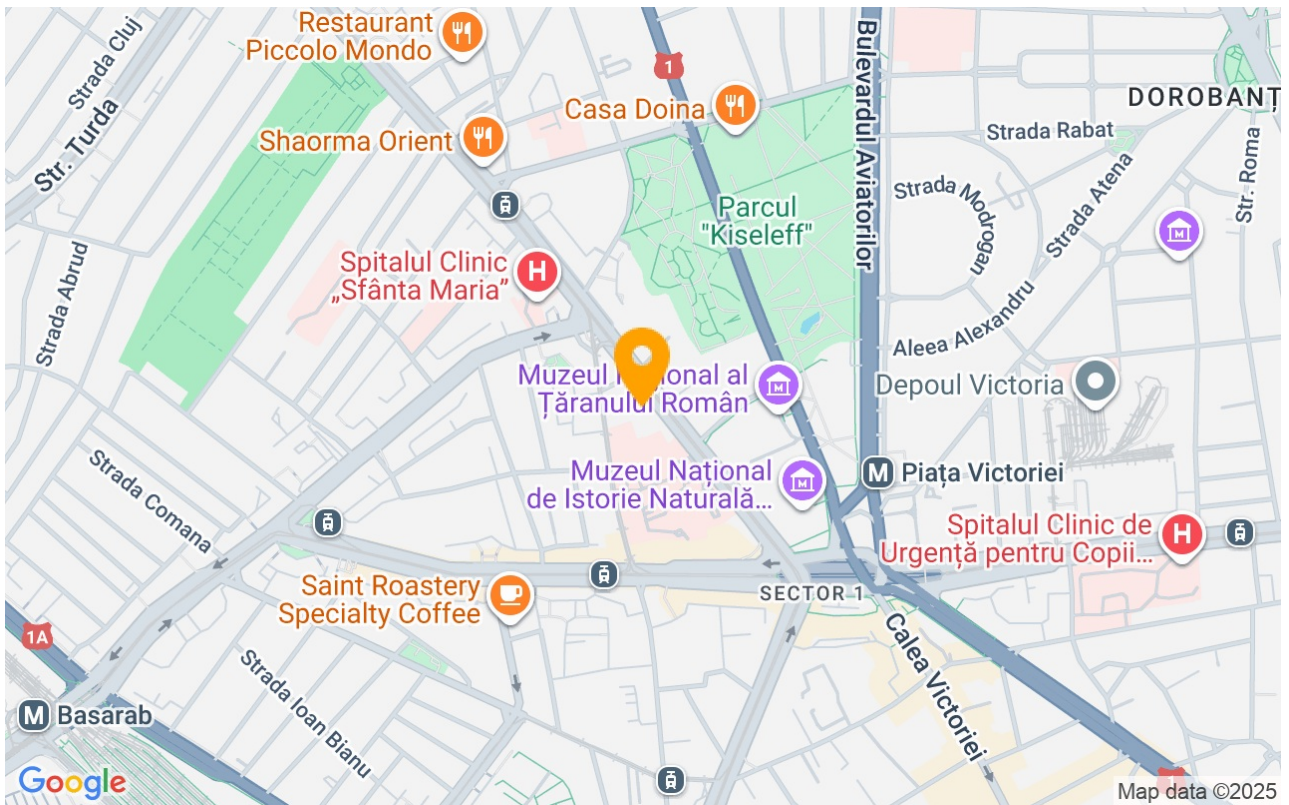 Restaurant
Piccolo Mondo
Strada Cluj
Str. Turda
1
Casa Doina
Shaorma Orient
Bulevardul Aviatorilor
DOROBANȚ
Strada Rabat
Strada Atena
Str. Roma
Strada Modrogan
Parcul
"Kiseleff"
Spitalul Clinic
„Sfânta Maria”
H
Strada Abrud
Aleea Alexandru
Depoul Victoria
Muzeul al
Țăranului Român
Muzeul Național
de Istorie Naturală...
M Piața Victoriei
Strada Comana
Spitalul Clinic de
Urgență pentru Copii...
H
Saint Roastery
Specialty Coffee
SECTOR 1
Calea Victoriei
1A
Strada Ioan Bianu
M Basarab
1
Google
Map data ©2025